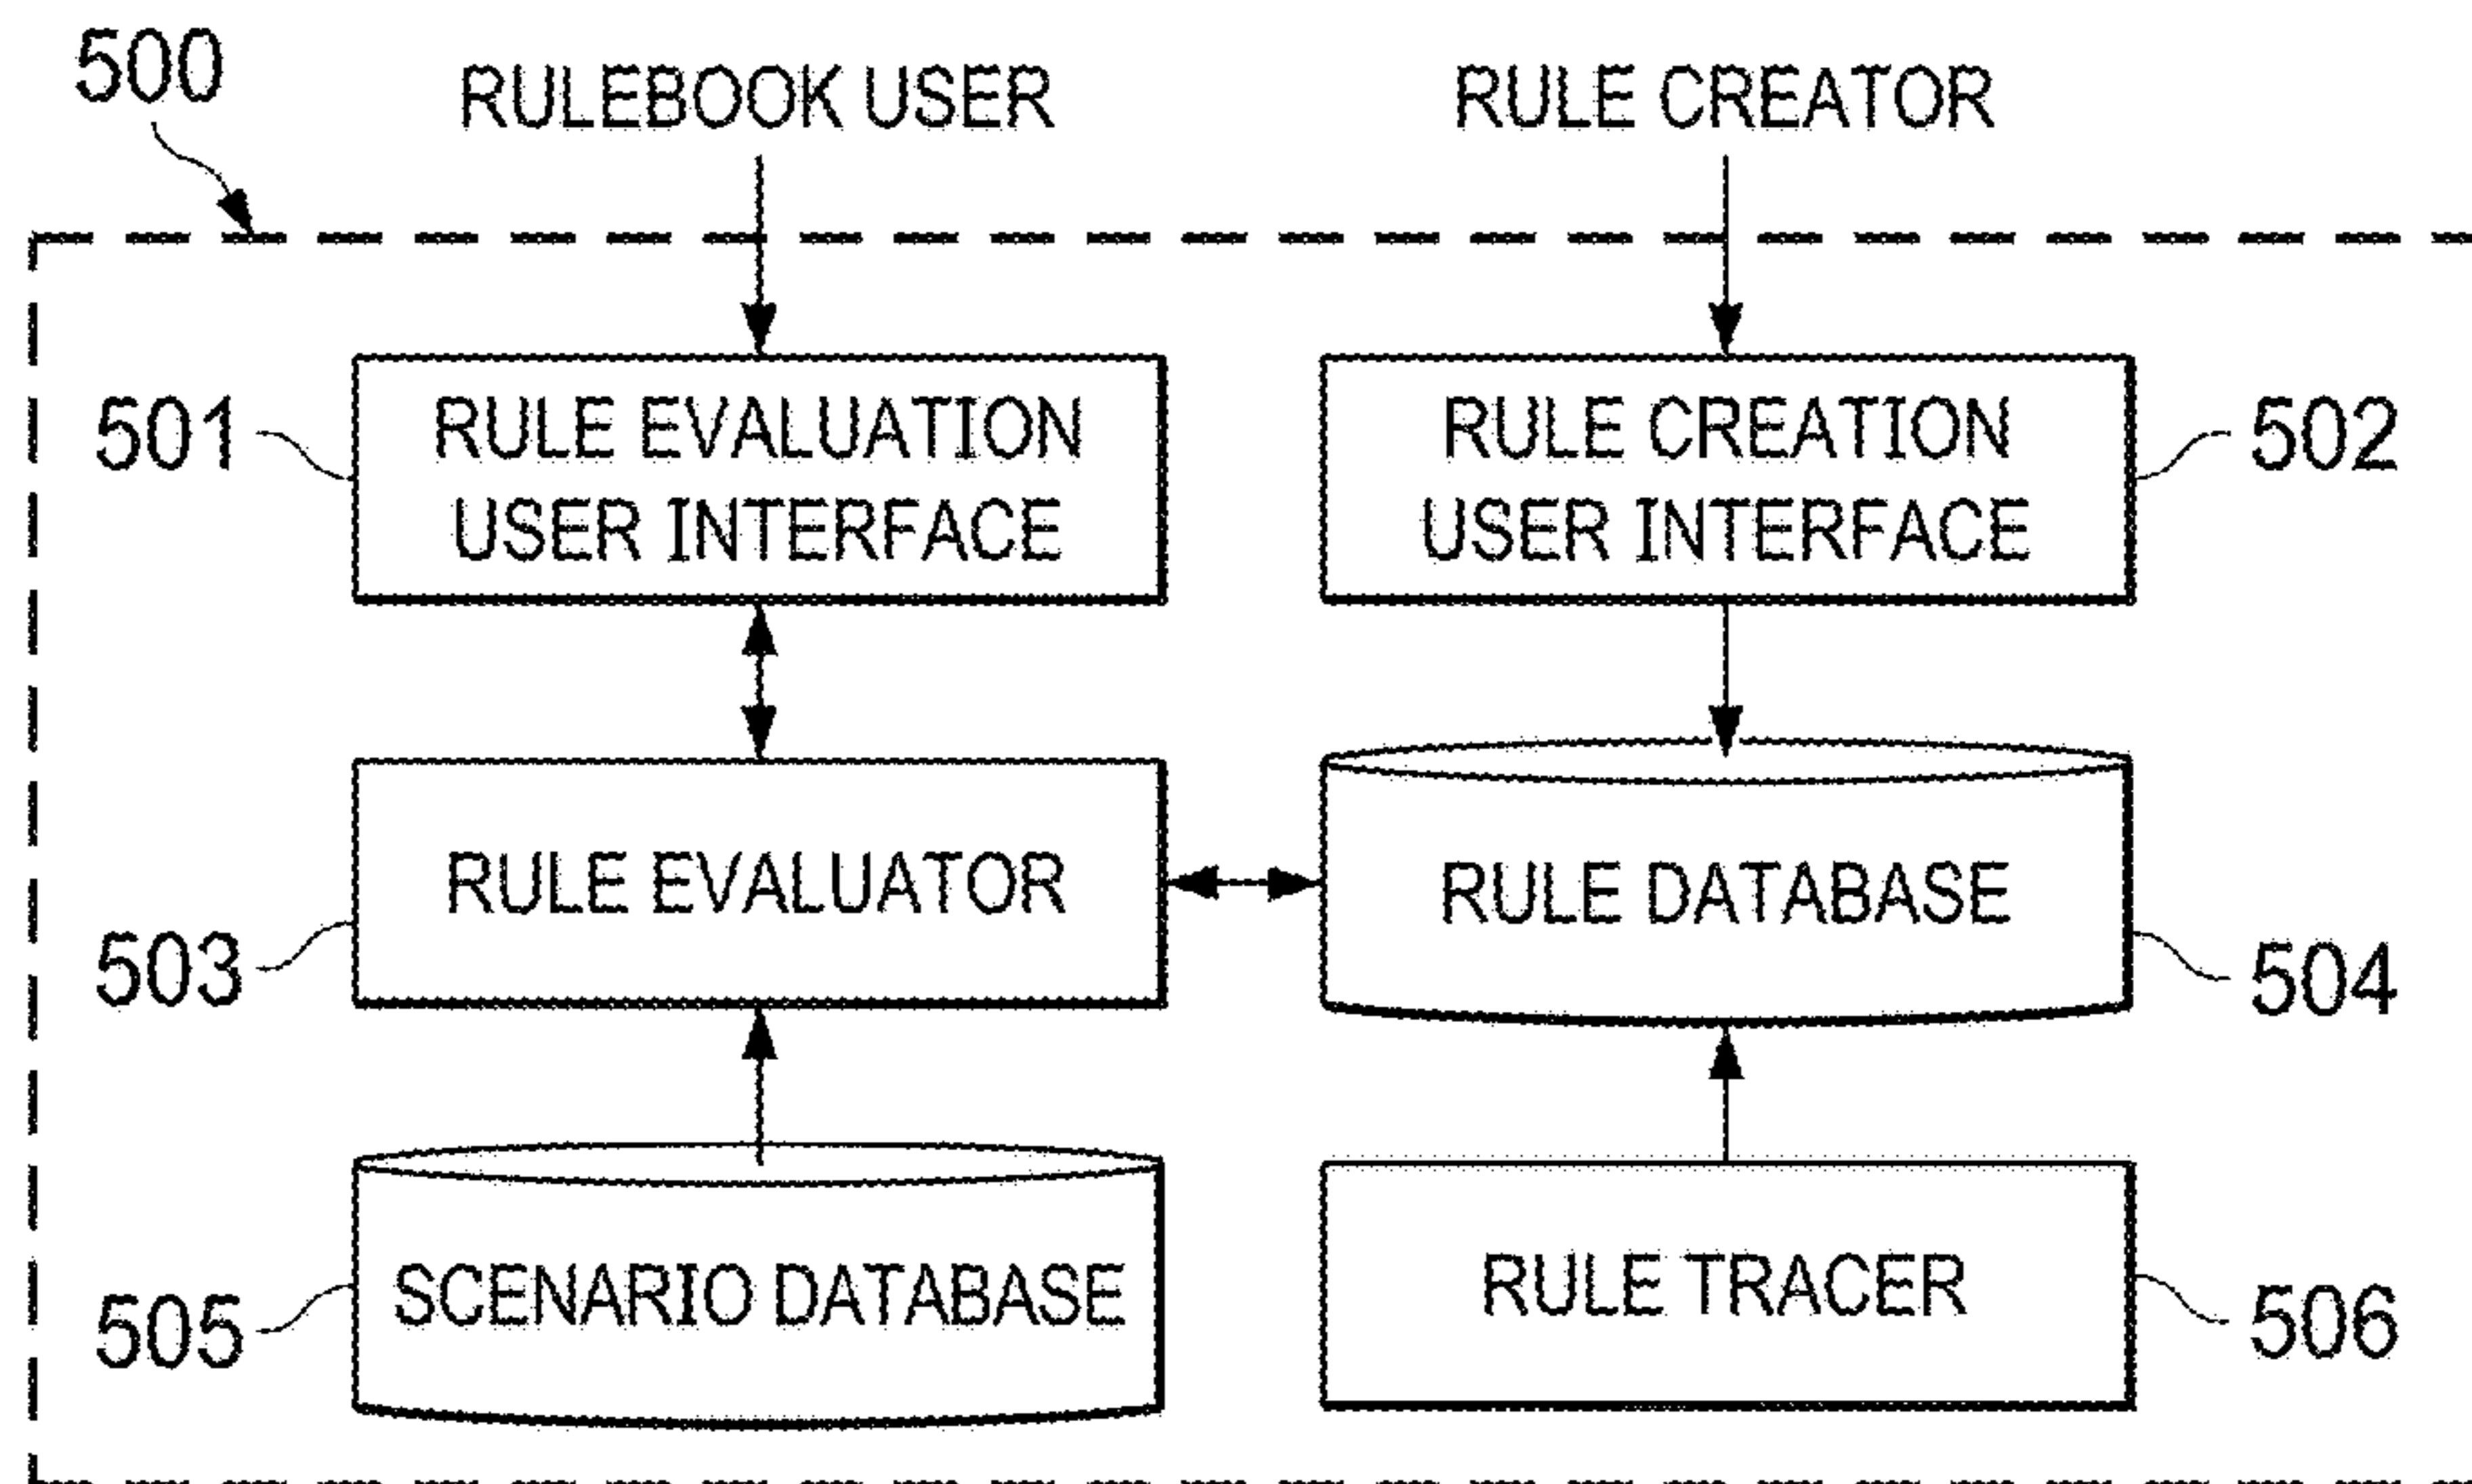 500
RULEBOOK USER
RULE CREATOR
501
RULE EVALUATION
USER INTERFACE
RULE CREATION
USER INTERFACE
502
503
RULE EVALUATOR
RULE DATABASE
504
505
SCENARIO DATABASE
RULE TRACER
506